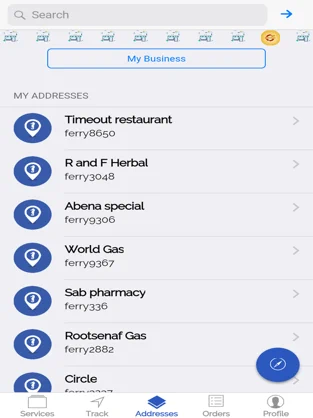 Search
My Business
MY ADDRESSES
Timeout restaurant
ferry8650
R and F Herbal
ferry3048
Abena special
ferry9306
World Gas
ferry9367
Sab pharmacy
ferry336
Rootsenaf Gas
ferry2882
Circle
Services Track Addresses Orders Profile